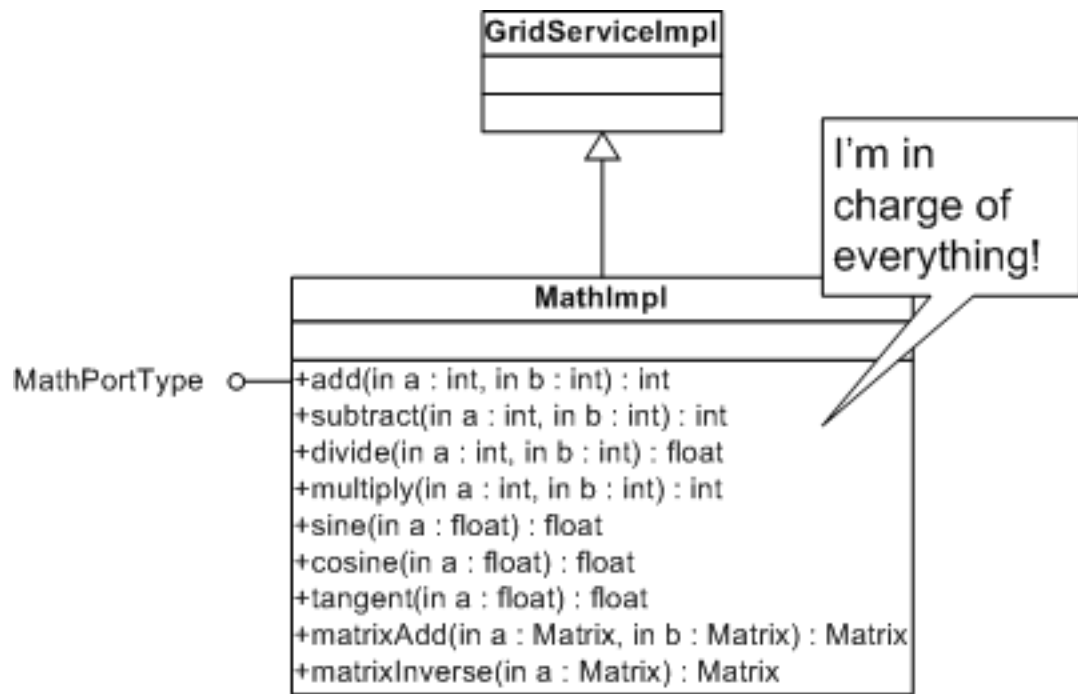 GridServiceImpl
I'm in
charge of
everything!
MathImpl
MathPortType
+add(in a : int, in b : int) : int
+subtract(in a : int, in b : int) : int
+divide(in a : int, in b : int) : float
+multiply(in a : int, in b : int) : int
+sine(in a : float) : float
+cosine(in a : float) : float
+tangent(in a : float) : float
+matrixAdd(in a : Matrix, in b : Matrix) : Matrix
+matrixInverse(in a : Matrix) : Matrix